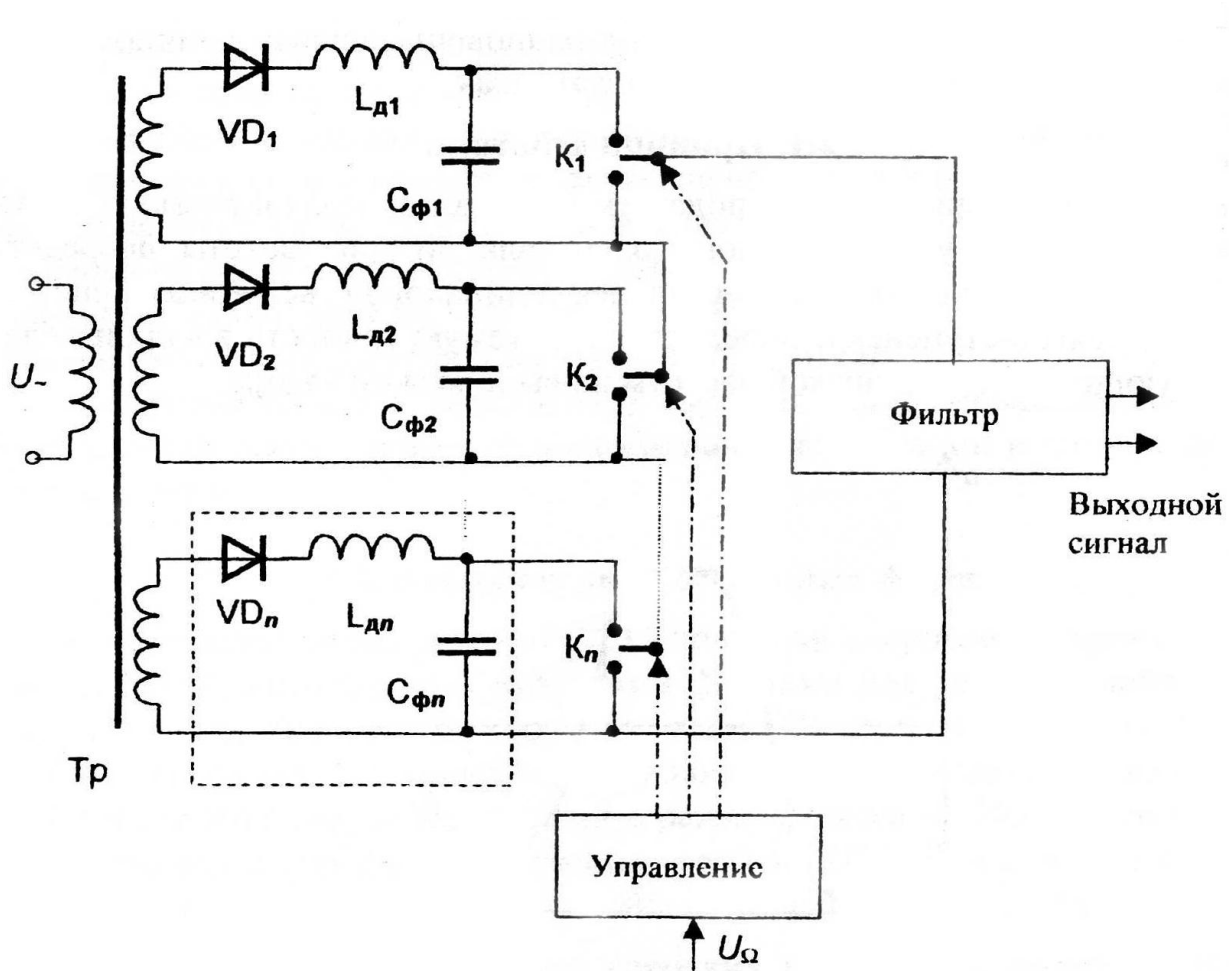 VD₁
Lд1
Cф1
K₁
U~
VD₂
Lд2
Cф2
K₂
Фильтр
Выходной
сигнал
VDn
Lдn
Cфn
Kn
Тр
Управление
UΩ